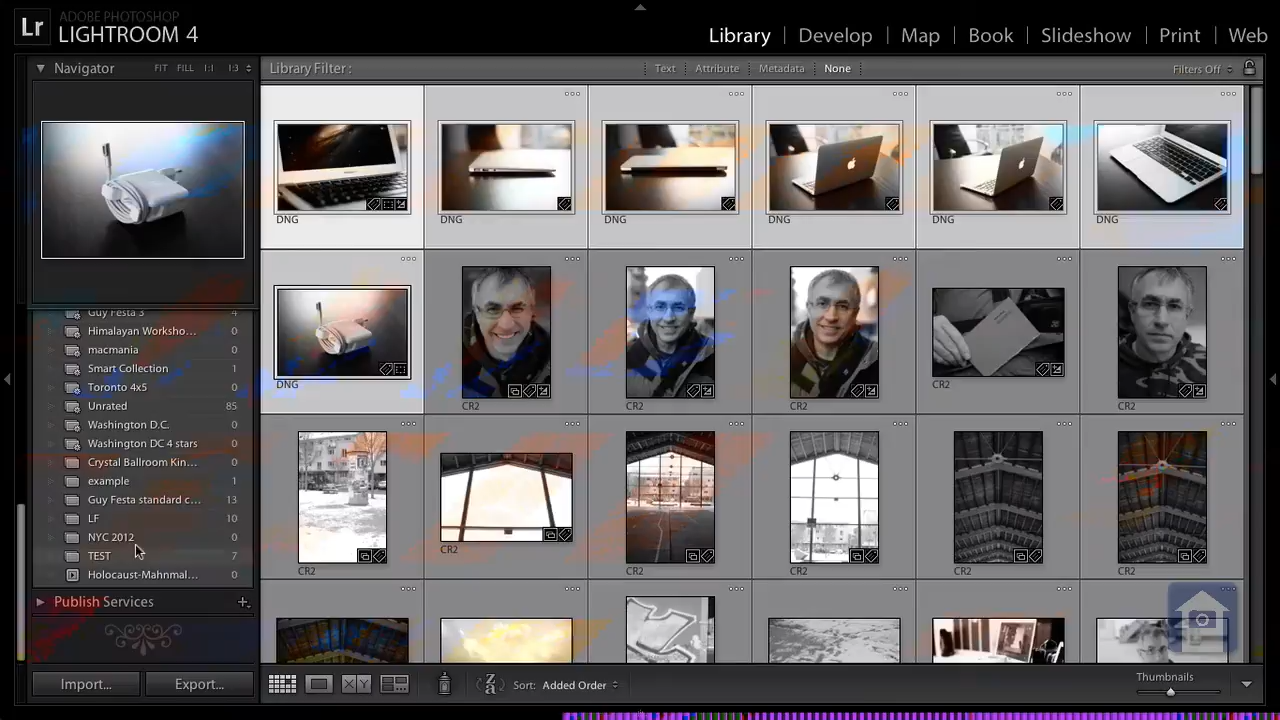 Lr
ADOBE PHOTOSHOP
LIGHTROOM 4
Library | Develop | Map | Book | Slideshow | Print | Web
Navigator FIT FILL 1:1 1:3
Library Filter : Text Attribute Metadata None Filters Off
DNG DNG DNG DNG DNG DNG
Guy Festa 3 4
Himalayan Worksho... 0
macmania 0
Smart Collection 1
Toronto 4x5 0
DNG CR2 CR2 CR2 CR2 CR2
Unrated 85
Washington D.C. 0
Washington DC 4 stars 0
Crystal Ballroom Kin... 0
example 1
Guy Festa standard c... 13
LF 10
NYC 2012 0
TEST 7
Holocaust-Mahnmal... 0
CR2 CR2 CR2 CR2 CR2 CR2
Publish Services
Import... Export...
Sort: Added Order
Thumbnails